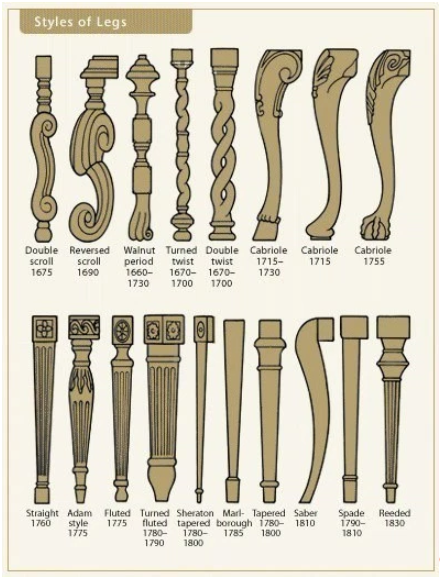 Styles of Legs
Double scroll 1675
Reversed scroll 1690
Walnut period 1660– 1730
Turned twist 1670– 1700
Double twist 1670– 1700
Cabriole 1715– 1730
Cabriole 1715
Cabriole 1755
Straight 1760
Adam style 1775
Fluted 1775
Turned fluted 1780– 1790
Sheraton tapered 1780– 1800
Marl- borough 1785
Tapered 1780– 1800
Saber 1810
Spade 1790– 1810
Reeded 1830